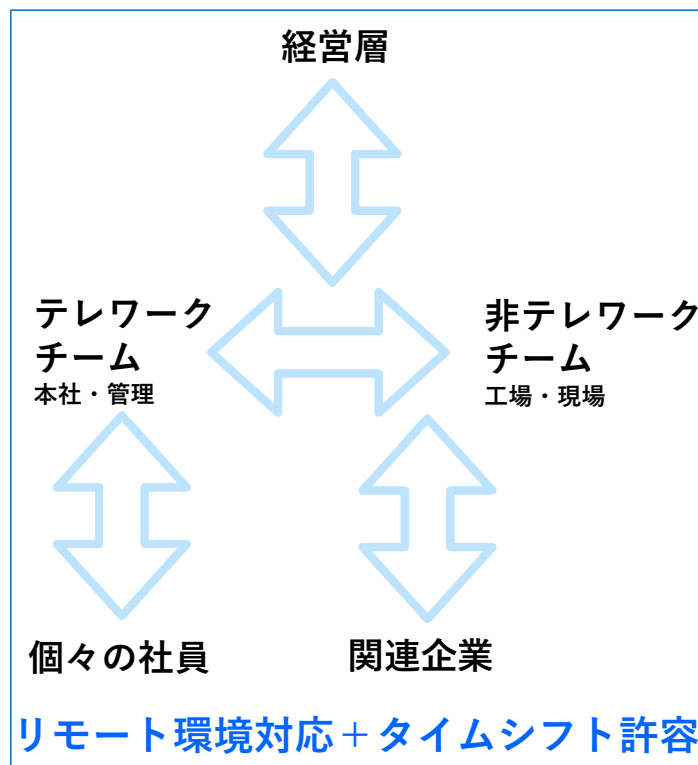 経営層
テレワーク
チーム
本社・管理
非テレワーク
チーム
工場・現場
個々の社員
関連企業
リモート環境対応＋タイムシフト許容